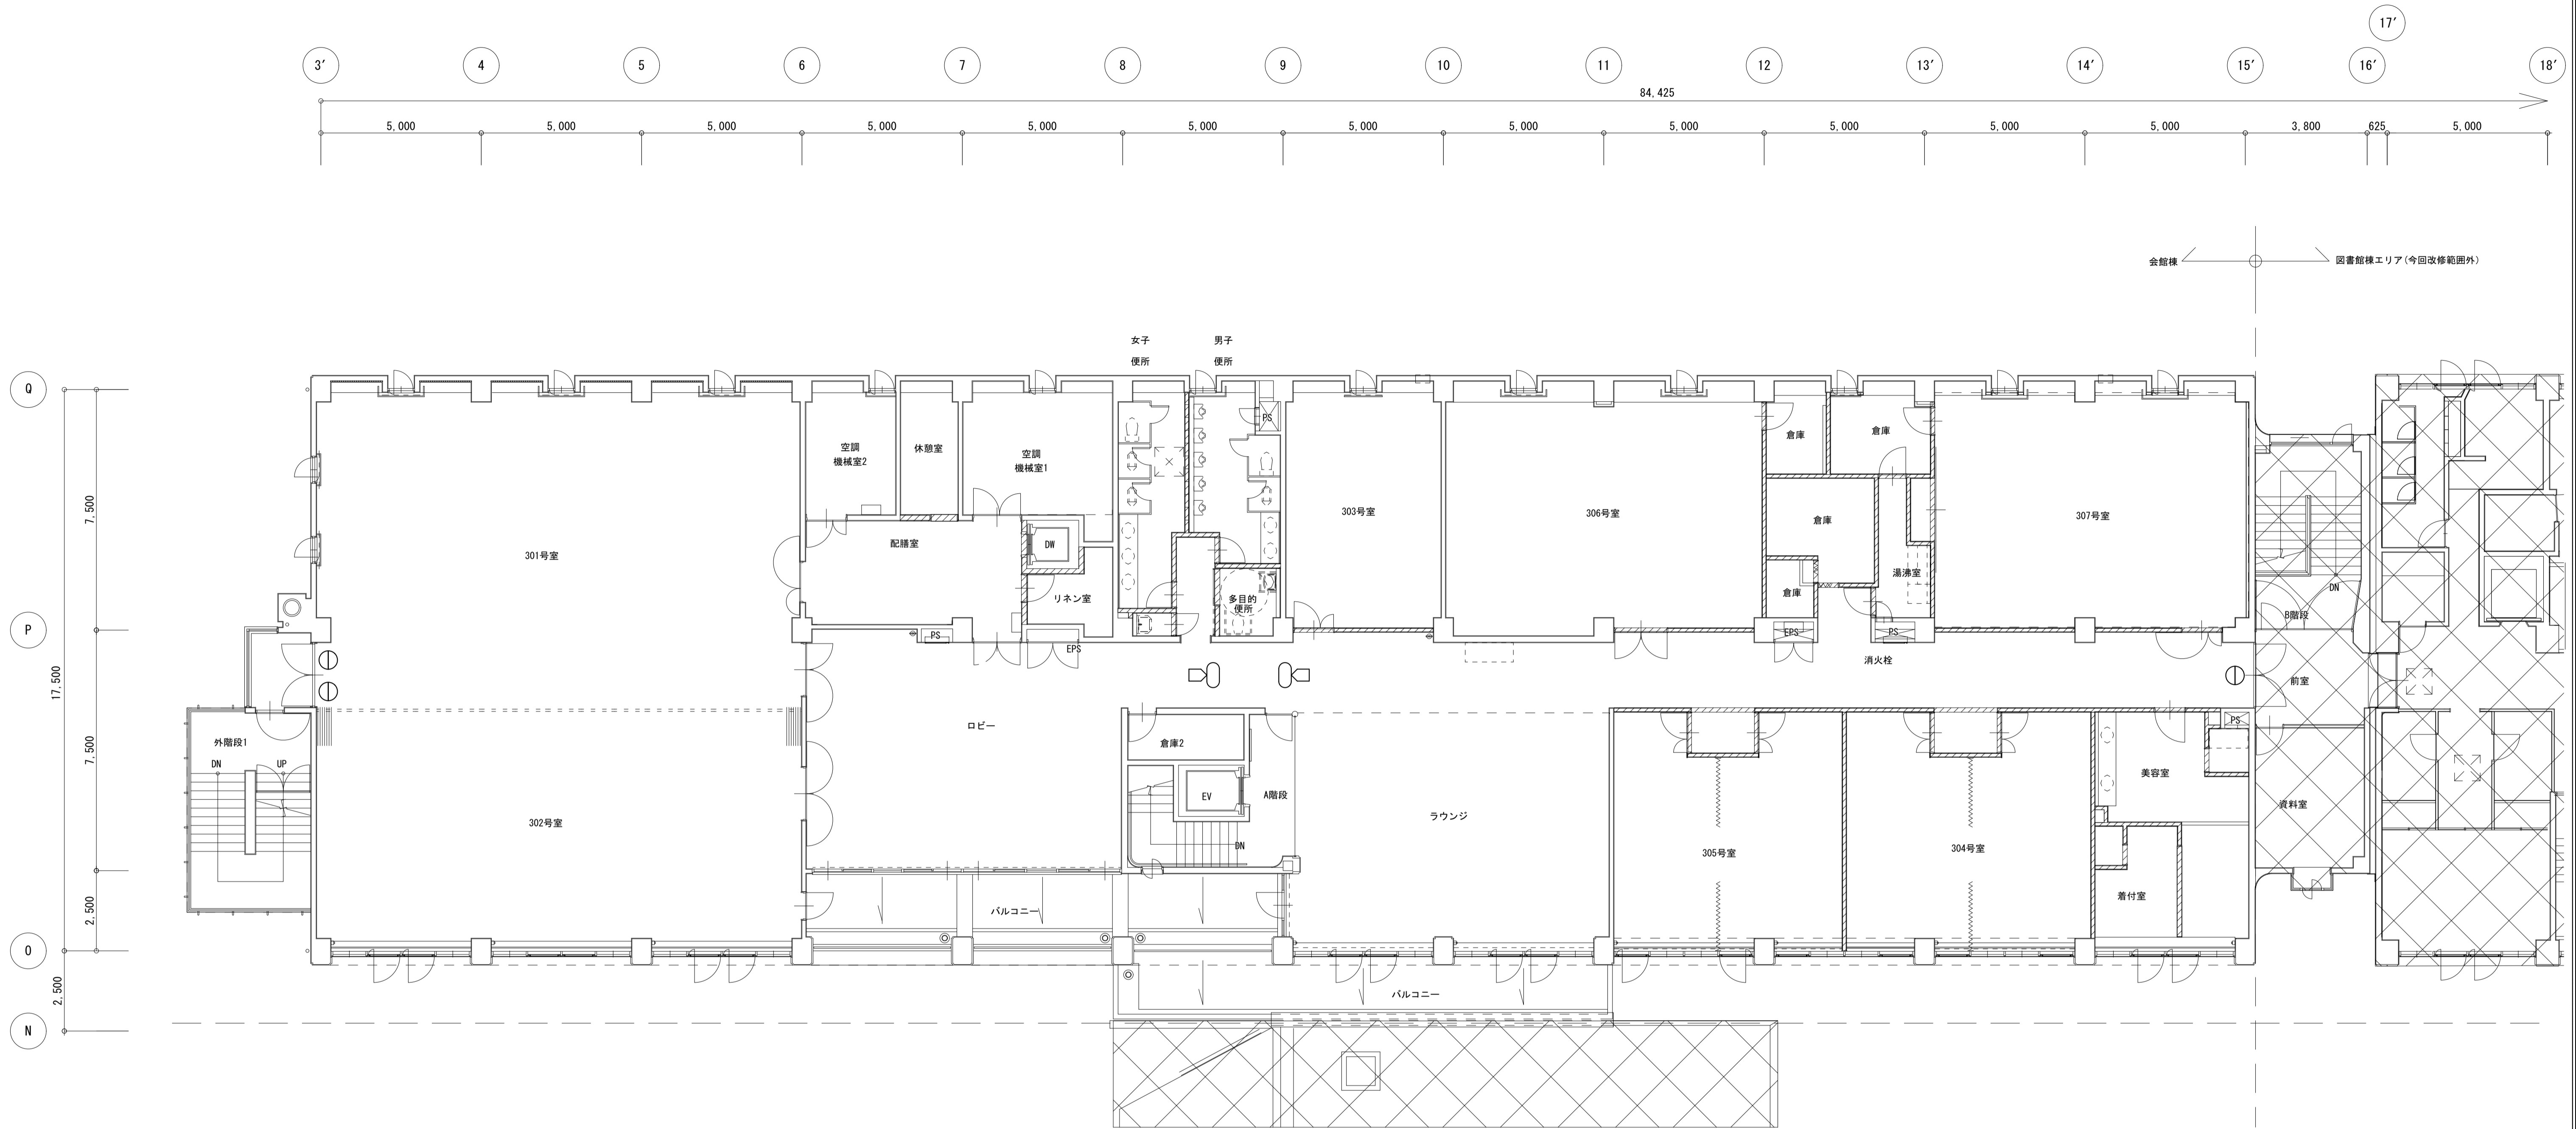 17′
3′ 4 5 6 7 8 9 10 11 12 13′ 14′ 15′ 16′ 18′
84,425
5,000 5,000 5,000 5,000 5,000 5,000 5,000 5,000 5,000 5,000 5,000 5,000 3,800 625 5,000
会館棟
図書館棟エリア(今回改修範囲外)
女子
便所
男子
便所
Q
P
O
N
7,500
7,500
2,500
17,500
2,500
301号室
302号室
空調
機械室2
休憩室
空調
機械室1
配膳室
DW
リネン室
PS
EPS
PS
多目的
便所
303号室
306号室
倉庫
倉庫
倉庫
倉庫
湯沸室
EPS
PS
消火栓
307号室
DN
B階段
前室
外階段1
DN
UP
ロビー
倉庫2
EV
A階段
DN
ラウンジ
305号室
304号室
美容室
PS
資料室
着付室
バルコニー
バルコニー